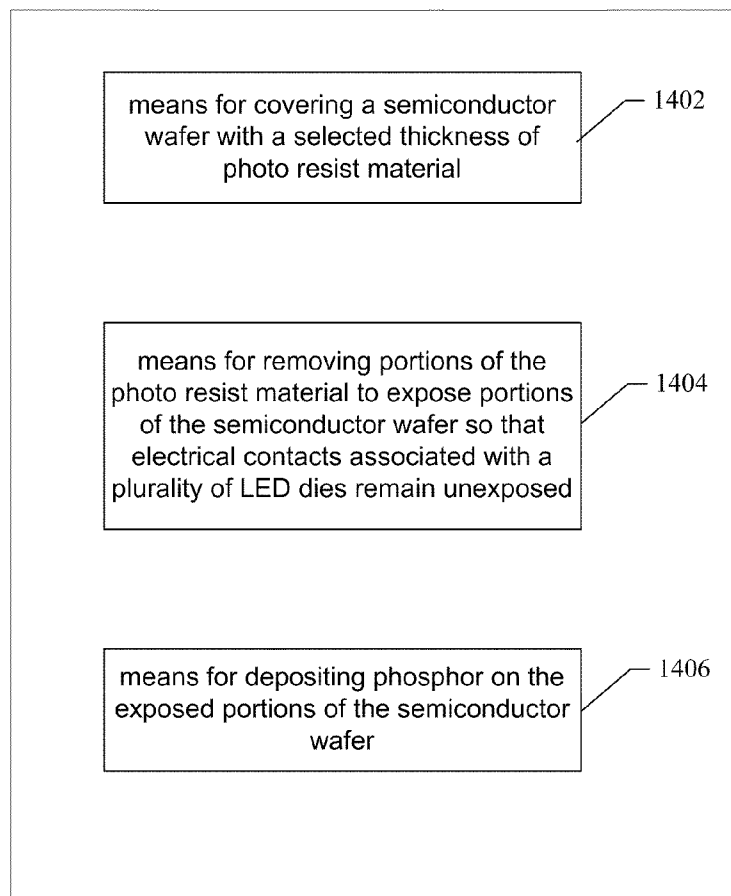 means for covering a semiconductor
wafer with a selected thickness of
photo resist material
1402
means for removing portions of the
photo resist material to expose portions
of the semiconductor wafer so that
electrical contacts associated with a
plurality of LED dies remain unexposed
1404
means for depositing phosphor on the
exposed portions of the semiconductor
wafer
1406